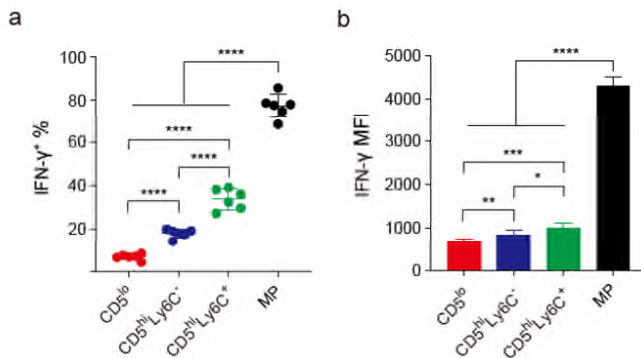 a
b
IFN-γ⁺ %
100
80
60
40
20
****
****
****
****
****
CD5ˡᵒ
CD5ʰⁱLy6C⁻
CD5ʰⁱLy6C⁺
MP
IFN-γ MFI
5000
4000
3000
2000
1000
0
****
***
*
**
CD5ˡᵒ
CD5ʰⁱLy6C⁻
CD5ʰⁱLy6C⁺
MP